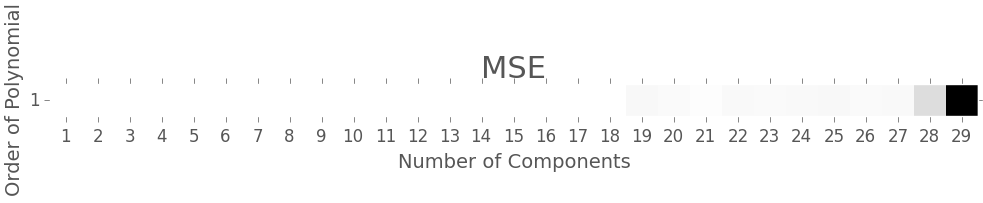 MSE
Order of Polynomial
1
1 2 3 4 5 6 7 8 9 10 11 12 13 14 15 16 17 18 19 20 21 22 23 24 25 26 27 28 29
Number of Components